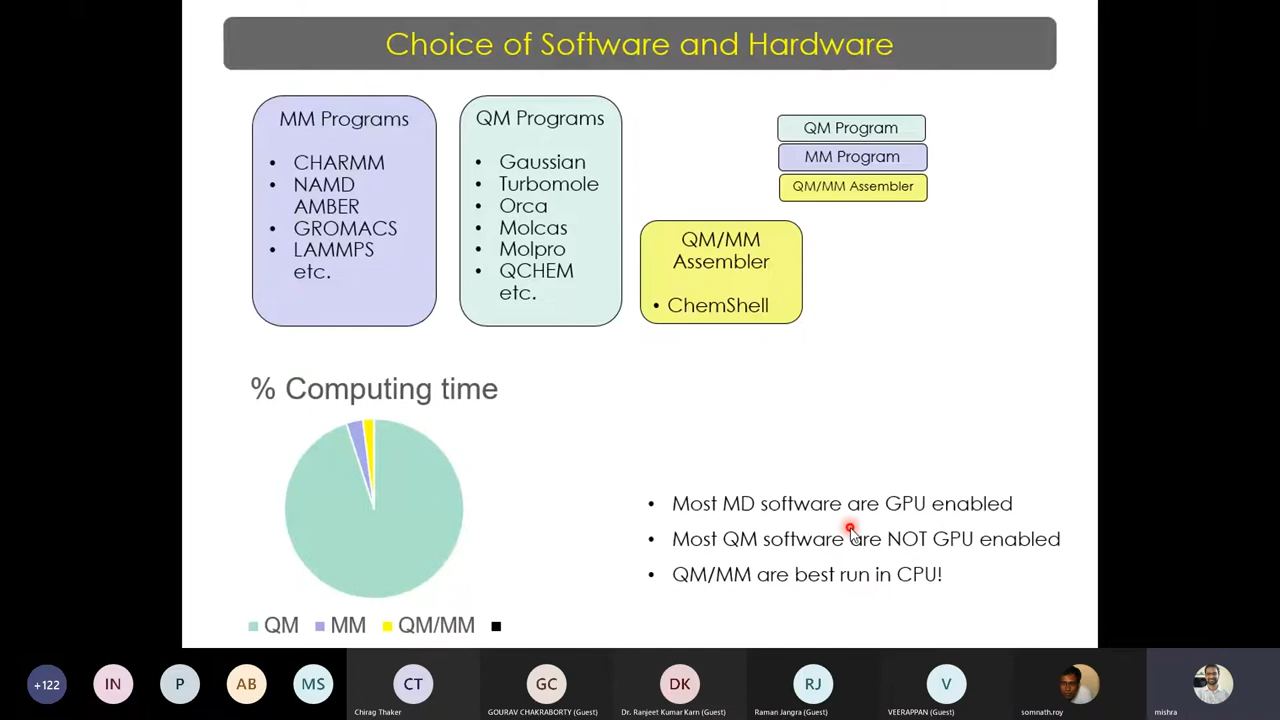 Choice of Software and Hardware
MM Programs
• CHARMM
• NAMD
AMBER
• GROMACS
• LAMMPS
etc.
QM Programs
• Gaussian
• Turbomole
• Orca
• Molcas
• Molpro
• QCHEM
etc.
QM/MM
Assembler
• ChemShell
QM Program
MM Program
QM/MM Assembler
% Computing time
QM MM QM/MM
• Most MD software are GPU enabled
• Most QM software are NOT GPU enabled
• QM/MM are best run in CPU!
+122
IN
P
AB
MS
CT
Chirag Thaker
GC
GOURAV CHAKRABORTY (Guest)
DK
Dr. Ranjeet Kumar Karn (Guest)
RJ
Raman Jangra (Guest)
V
VEERAPPAN (Guest)
somnath.roy
mishra